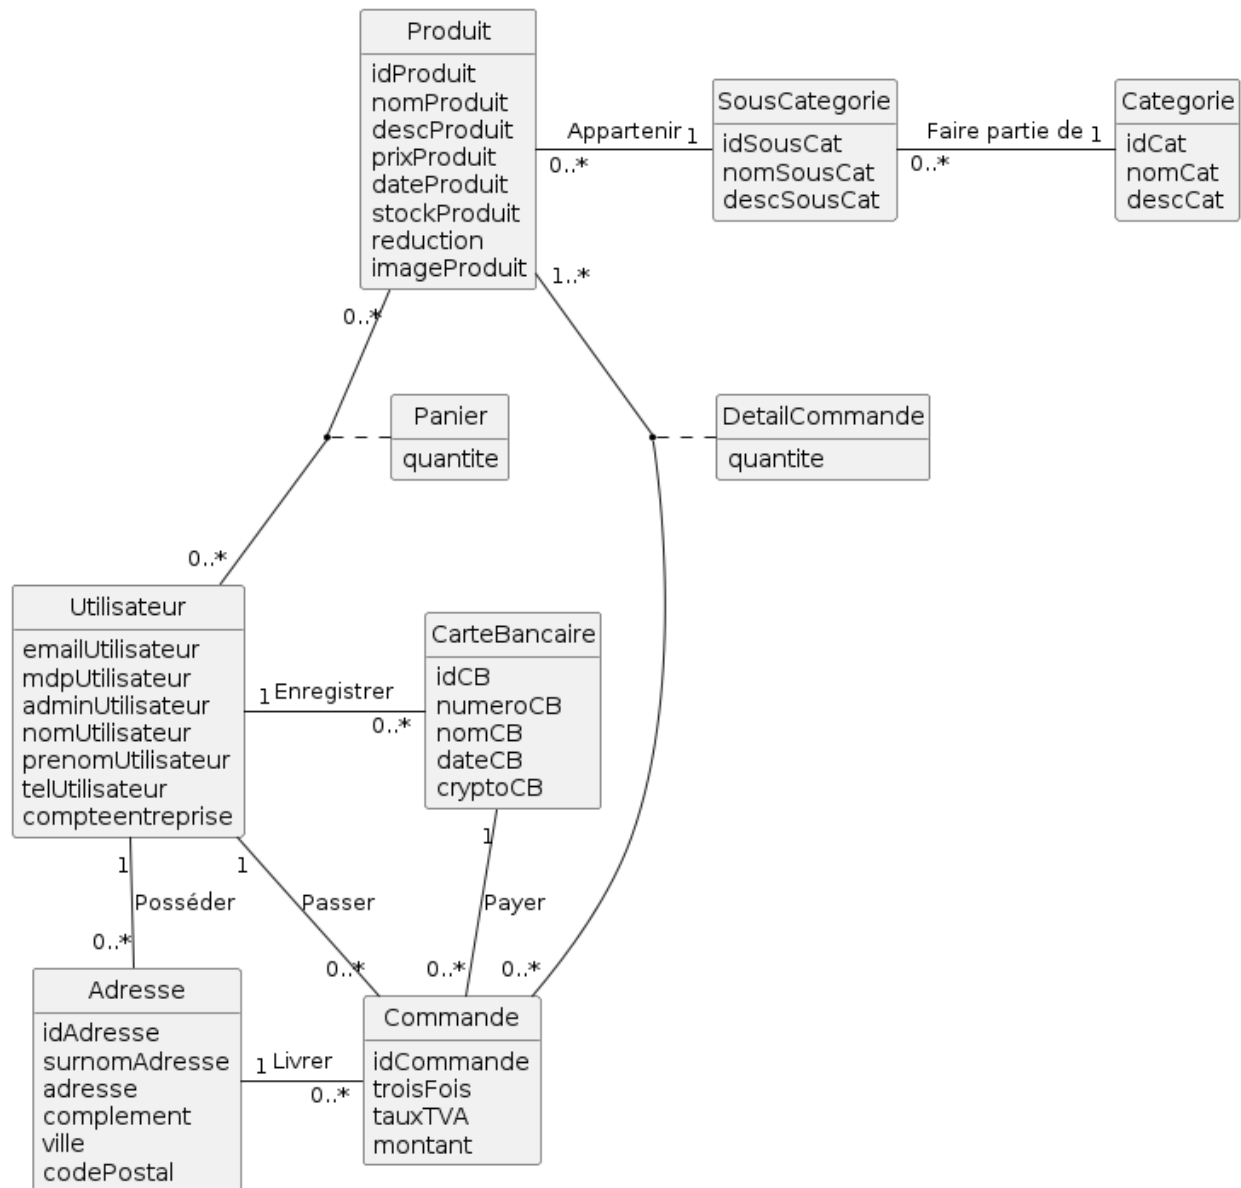 Produit
idProduit
nomProduit
descProduit
prixProduit
dateProduit
stockProduit
reduction
imageProduit
Appartenir 1
0..*
SousCategorie
idSousCat
nomSousCat
descSousCat
Faire partie de 1
0..*
Categorie
idCat
nomCat
descCat
0..*
1..*
Panier
quantite
DetailCommande
quantite
0..*
Utilisateur
emailUtilisateur
mdpUtilisateur
adminUtilisateur
nomUtilisateur
prenomUtilisateur
telUtilisateur
compteentreprise
1 Enregistrer
0..*
CarteBancaire
idCB
numeroCB
nomCB
dateCB
cryptoCB
1
Posséder
0..*
1
Passer
0..*
1
Payer
0..*
0..*
Adresse
idAdresse
surnomAdresse
adresse
complement
ville
codePostal
1 Livrer
0..*
Commande
idCommande
troisFois
tauxTVA
montant